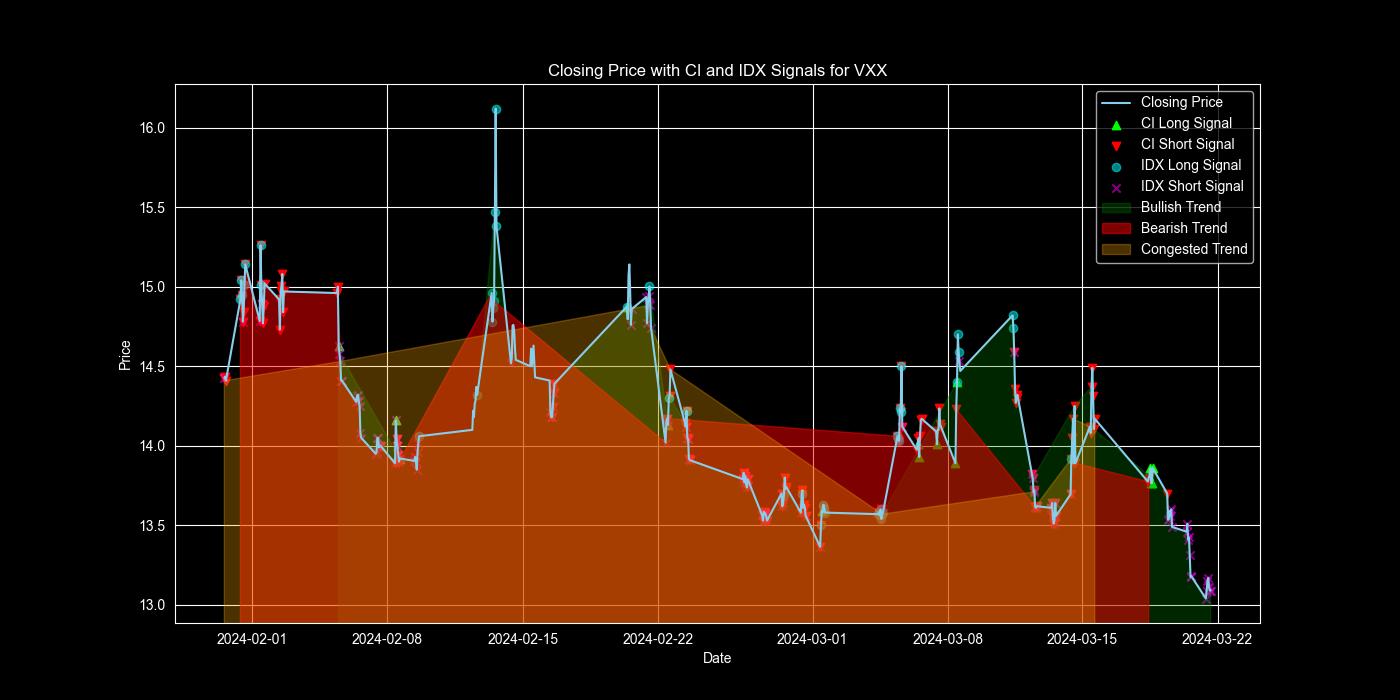 Closing Price with CI and IDX Signals for VXX
Closing Price
CI Long Signal
CI Short Signal
IDX Long Signal
IDX Short Signal
Bullish Trend
Bearish Trend
Congested Trend
Price
16.0
15.5
15.0
14.5
14.0
13.5
13.0
2024-02-01 2024-02-08 2024-02-15 2024-02-22 2024-03-01 2024-03-08 2024-03-15 2024-03-22
Date